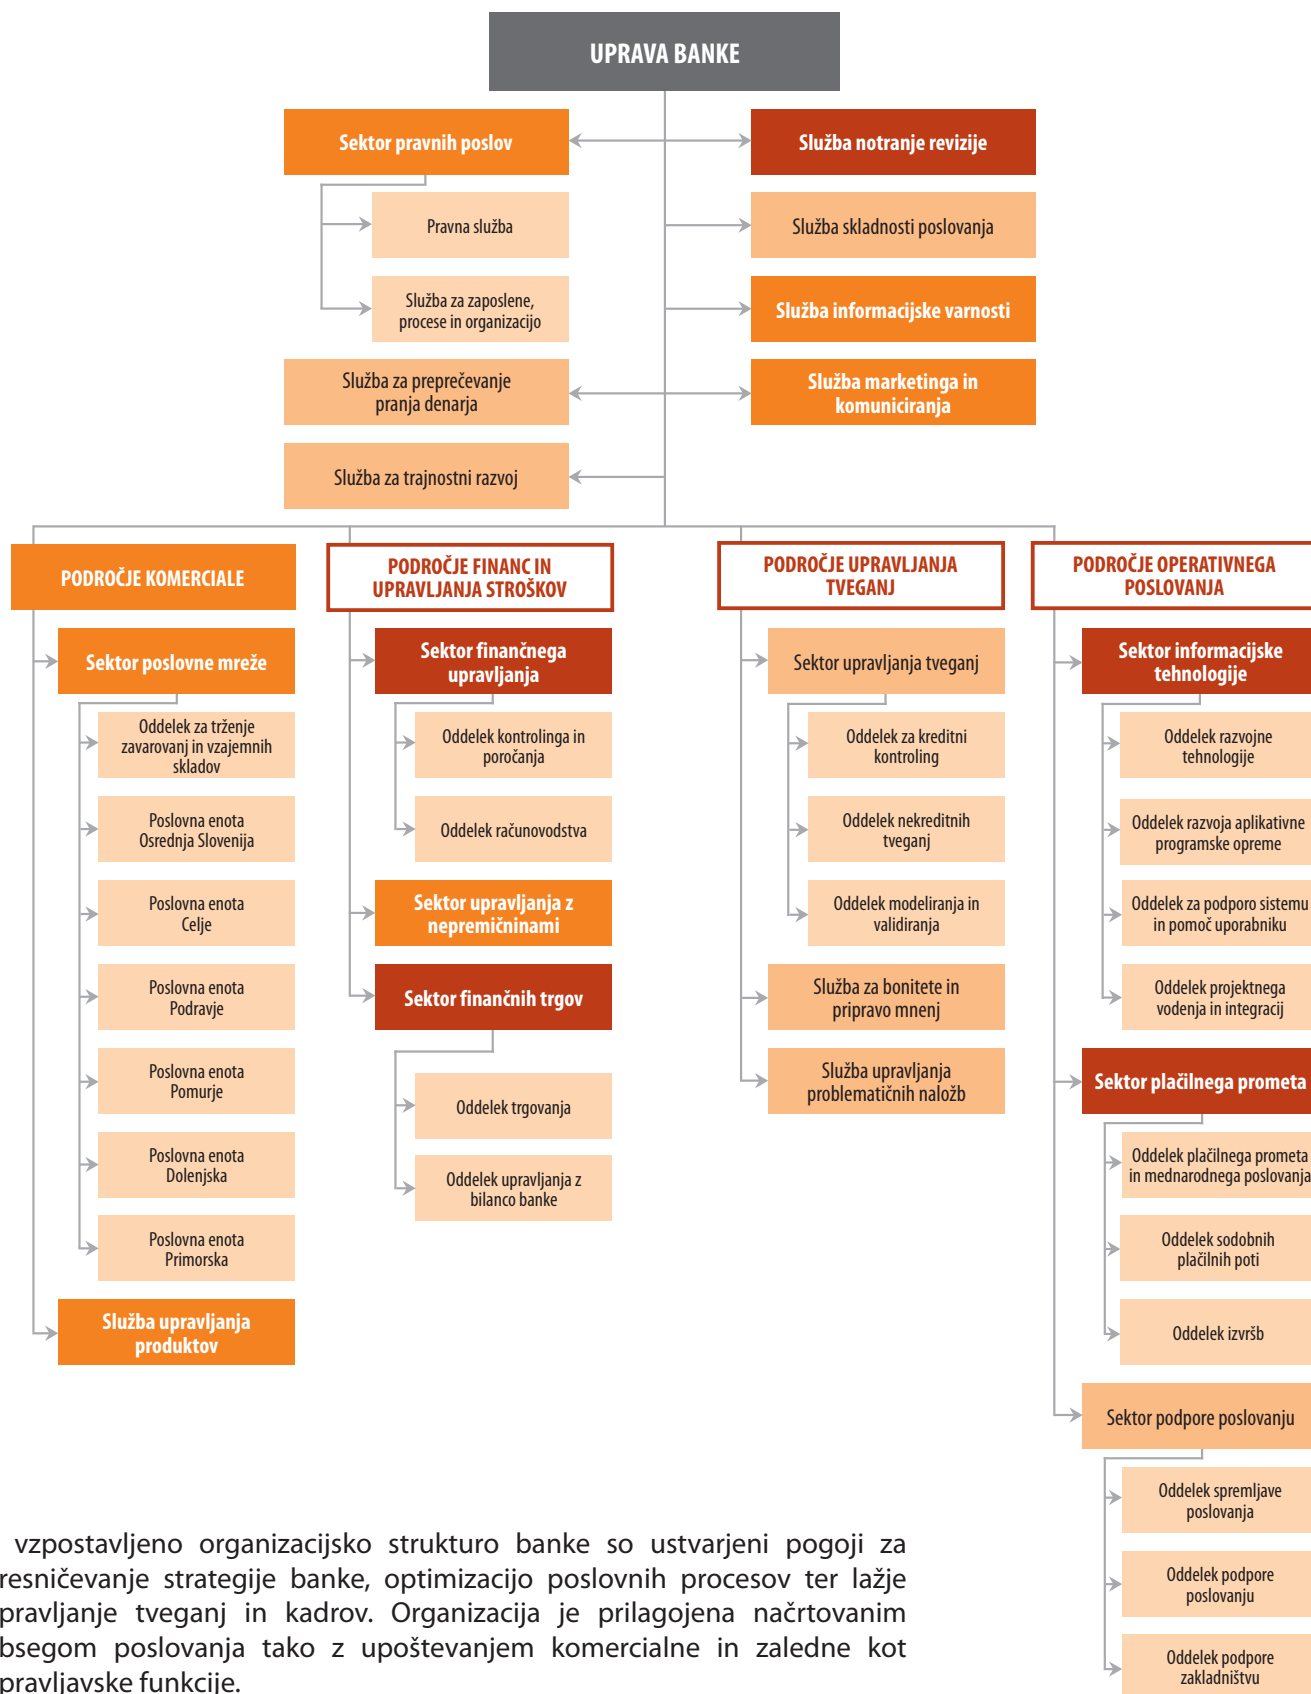 UPRAVA BANKE
Sektor pravnih poslov
Služba notranje revizije
Pravna služba
Služba skladnosti poslovanja
Služba za zaposlene,
procese in organizacijo
Služba informacijske varnosti
Služba za preprečevanje
pranja denarja
Služba marketinga in
komuniciranja
Služba za trajnostni razvoj
PODROČJE KOMERCIALE
Sektor poslovne mreže
Oddelek za trženje
zavarovanj in vzajemnih
skladov
Poslovna enota
Osrednja Slovenija
Poslovna enota
Celje
Poslovna enota
Podravje
Poslovna enota
Pomurje
Poslovna enota
Dolenjska
Poslovna enota
Primorska
Služba upravljanja
produktov
PODROČJE FINANC IN
UPRAVLJANJA STROŠKOV
Sektor finančnega
upravljanja
Oddelek kontrolinga in
poročanja
Oddelek računovodstva
Sektor upravljanja z
nepremičninami
Sektor finančnih trgov
Oddelek trgovanja
Oddelek upravljanja z
bilanco banke
PODROČJE UPRAVLJANJA
TVEGANJ
Sektor upravljanja tveganj
Oddelek za kreditni
kontroling
Oddelek nekreditnih
tveganj
Oddelek modeliranja in
validiranja
Služba za bonitete in
pripravo mnenj
Služba upravljanja
problematičnih naložb
PODROČJE OPERATIVNEGA
POSLOVANJA
Sektor informacijske
tehnologije
Oddelek razvojne
tehnologije
Oddelek razvoja aplikativne
programske opreme
Oddelek za podporo sistemu
in pomoč uporabniku
Oddelek projektnega
vodenja in integracij
Sektor plačilnega prometa
Oddelek plačilnega prometa
in mednarodnega poslovanja
Oddelek sodobnih
plačilnih poti
Oddelek izvršb
Sektor podpore poslovanju
Oddelek spremljave
poslovanja
Oddelek podpore
poslovanju
Oddelek podpore
zakladništvu
vzpostavljeno organizacijsko strukturo banke so ustvarjeni pogoji za
resničevanje strategije banke, optimizacijo poslovnih procesov ter lažje
pravljanje tveganj in kadrov. Organizacija je prilagojena načrtovanim
bsegom poslovanja tako z upoštevanjem komercialne in zaledne kot
pravljavske funkcije.